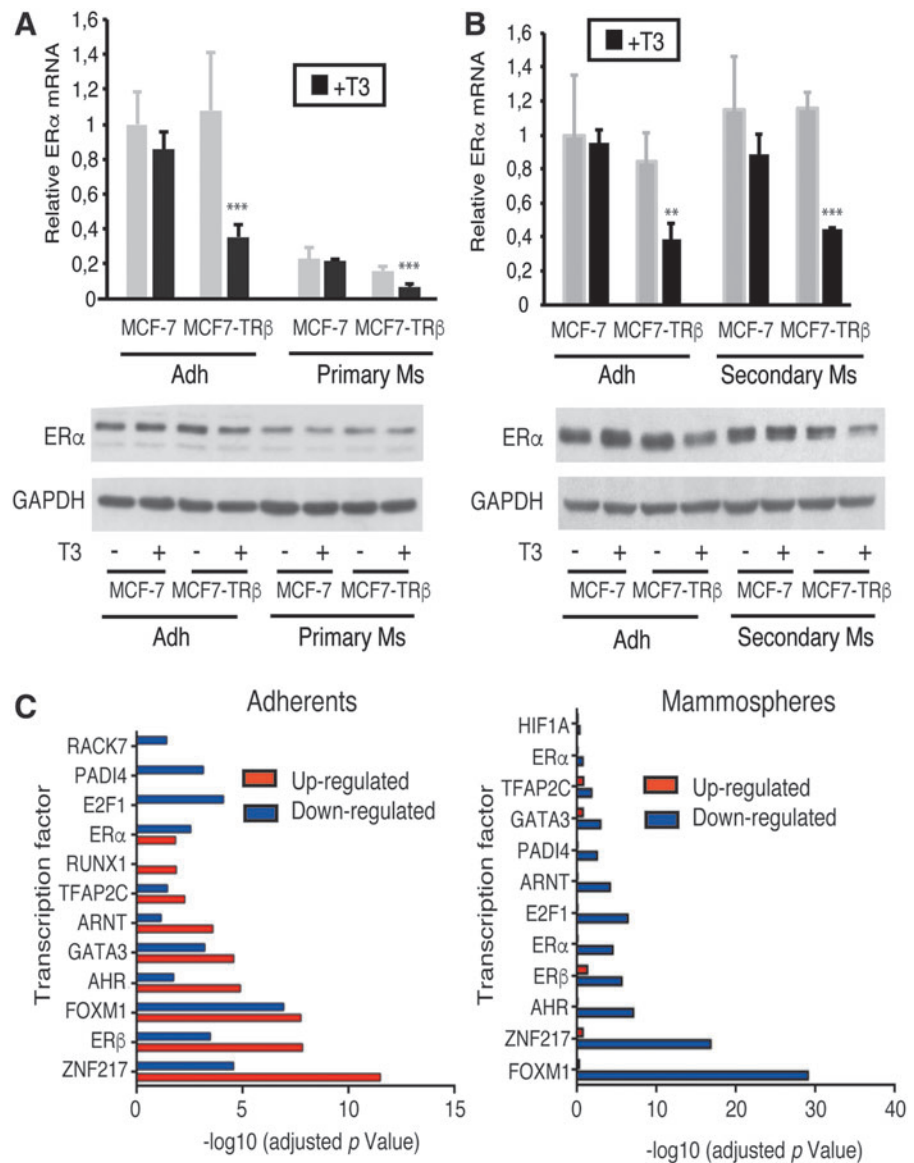 A
Relative ERα mRNA
1,6
1,4
1,2
1
0,8
0,6
0,4
0,2
0
+T3
***
***
MCF-7 MCF7-TRβ MCF-7 MCF7-TRβ
Adh Primary Ms
ERα
GAPDH
T3 - + - + - + - +
MCF-7 MCF7-TRβ MCF-7 MCF7-TRβ
Adh Primary Ms
B
Relative ERα mRNA
1,6
1,4
1,2
1
0,8
0,6
0,4
0,2
0
+T3
**
***
MCF-7 MCF7-TRβ MCF-7 MCF7-TRβ
Adh Secondary Ms
ERα
GAPDH
T3 - + - + - + - +
MCF-7 MCF7-TRβ MCF-7 MCF7-TRβ
Adh Secondary Ms
C
Adherents
Transcription factor
RACK7
PADI4
E2F1
ERα
RUNX1
TFAP2C
ARNT
GATA3
AHR
FOXM1
ERβ
ZNF217
Up-regulated
Down-regulated
0 5 10 15
-log10 (adjusted p Value)
Mammospheres
Transcription factor
HIF1A
ERα
TFAP2C
GATA3
PADI4
ARNT
E2F1
ERα
ERβ
AHR
ZNF217
FOXM1
Up-regulated
Down-regulated
0 10 20 30 40
-log10 (adjusted p Value)